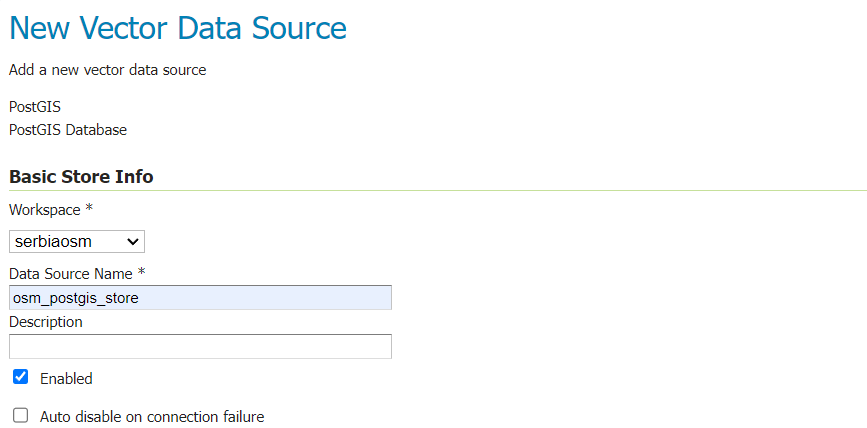 New Vector Data Source
Add a new vector data source
PostGIS
PostGIS Database
Basic Store Info
Workspace *
serbiaosm
Data Source Name *
osm_postgis_store
Description
Enabled
Auto disable on connection failure